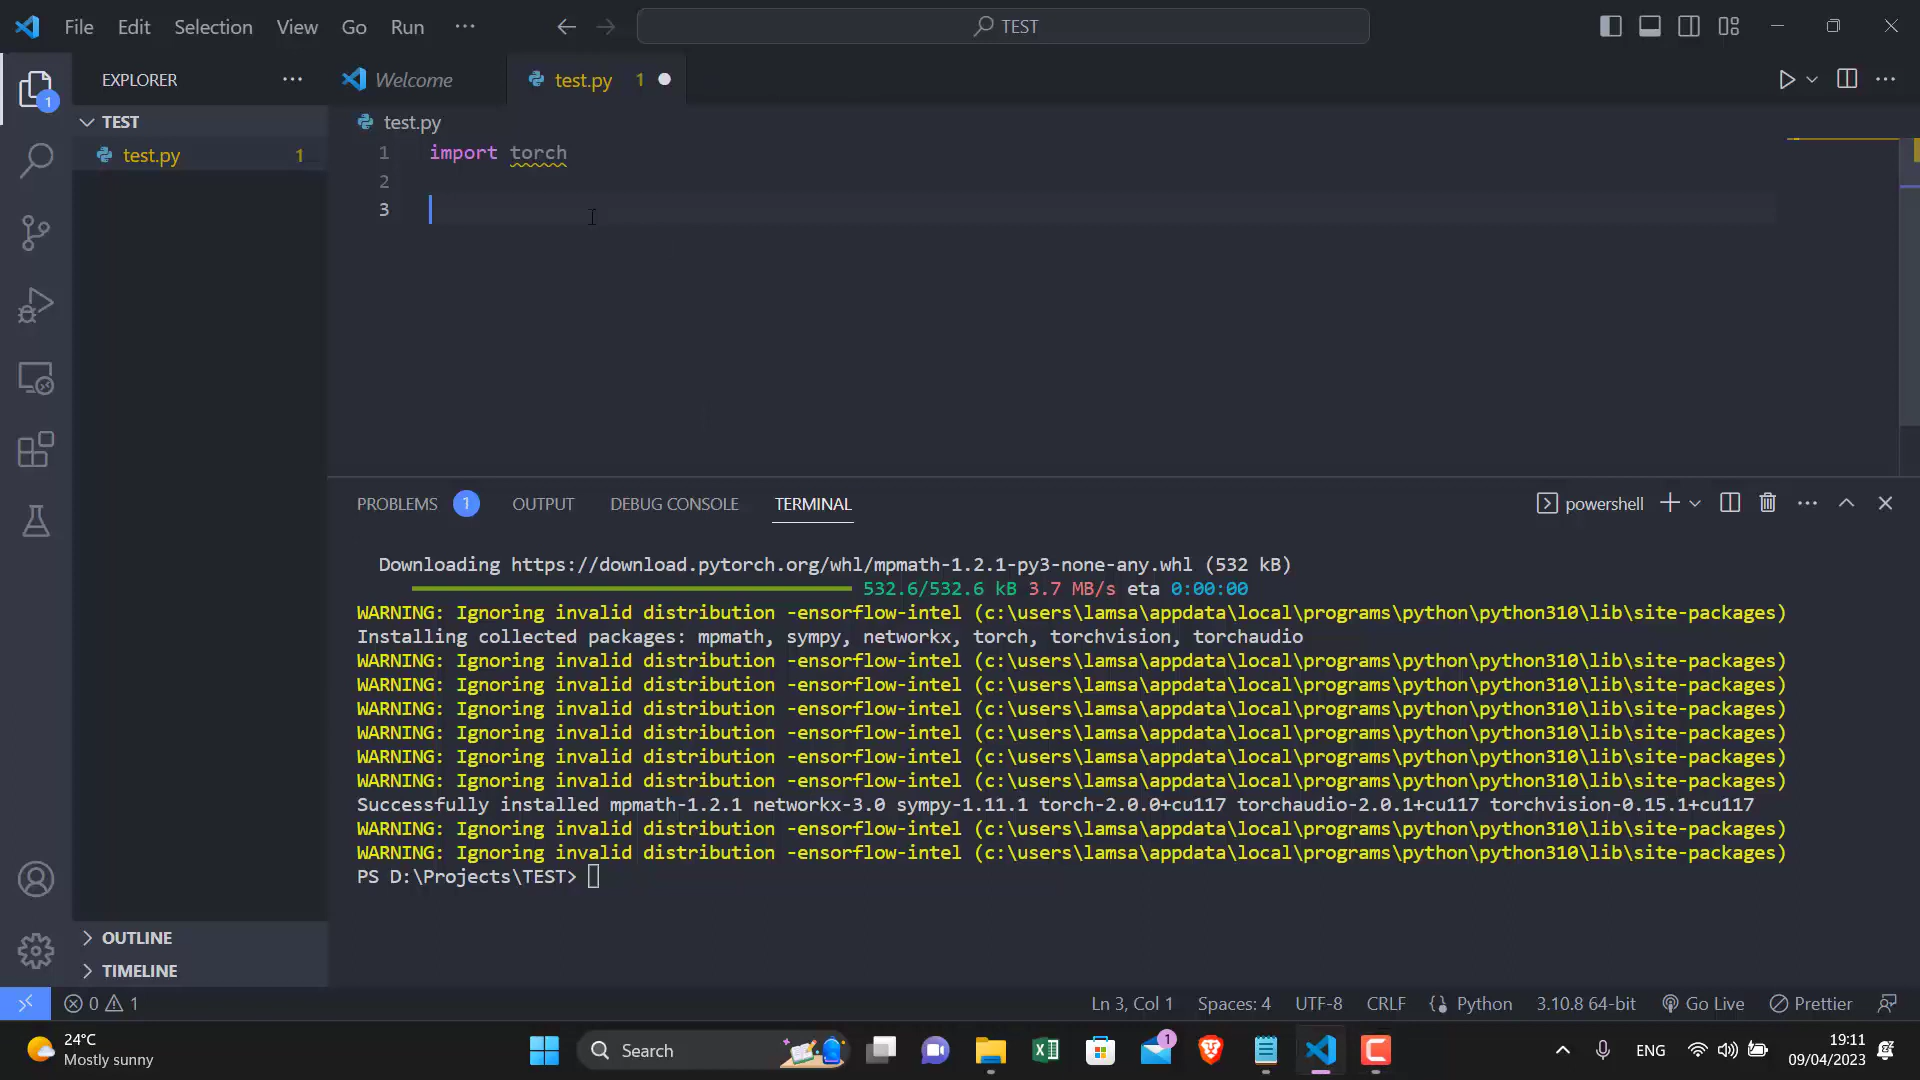 File Edit Selection View Go Run ···
TEST
EXPLORER ···
Welcome
test.py 1
1
TEST
test.py 1
test.py
1 import torch
2
3
PROBLEMS 1 OUTPUT DEBUG CONSOLE TERMINAL
powershell
Downloading https://download.pytorch.org/whl/mpmath-1.2.1-py3-none-any.whl (532 kB)
532.6/532.6 kB 3.7 MB/s eta 0:00:00
WARNING: Ignoring invalid distribution -ensorflow-intel (c:\users\lamsa\appdata\local\programs\python\python310\lib\site-packages)
Installing collected packages: mpmath, sympy, networkx, torch, torchvision, torchaudio
WARNING: Ignoring invalid distribution -ensorflow-intel (c:\users\lamsa\appdata\local\programs\python\python310\lib\site-packages)
WARNING: Ignoring invalid distribution -ensorflow-intel (c:\users\lamsa\appdata\local\programs\python\python310\lib\site-packages)
WARNING: Ignoring invalid distribution -ensorflow-intel (c:\users\lamsa\appdata\local\programs\python\python310\lib\site-packages)
WARNING: Ignoring invalid distribution -ensorflow-intel (c:\users\lamsa\appdata\local\programs\python\python310\lib\site-packages)
WARNING: Ignoring invalid distribution -ensorflow-intel (c:\users\lamsa\appdata\local\programs\python\python310\lib\site-packages)
WARNING: Ignoring invalid distribution -ensorflow-intel (c:\users\lamsa\appdata\local\programs\python\python310\lib\site-packages)
Successfully installed mpmath-1.2.1 networkx-3.0 sympy-1.11.1 torch-2.0.0+cu117 torchaudio-2.0.1+cu117 torchvision-0.15.1+cu117
WARNING: Ignoring invalid distribution -ensorflow-intel (c:\users\lamsa\appdata\local\programs\python\python310\lib\site-packages)
WARNING: Ignoring invalid distribution -ensorflow-intel (c:\users\lamsa\appdata\local\programs\python\python310\lib\site-packages)
PS D:\Projects\TEST>
OUTLINE
TIMELINE
0 1
Ln 3, Col 1 Spaces: 4 UTF-8 CRLF Python 3.10.8 64-bit Go Live Prettier
24°C
Mostly sunny
Search
1
ENG
19:11
09/04/2023